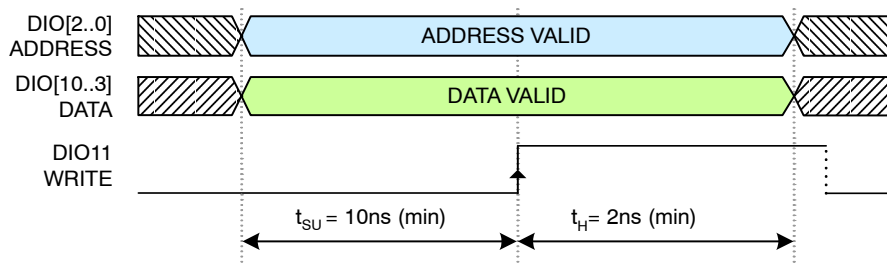 DIO[2..0]
ADDRESS
ADDRESS VALID
DIO[10..3]
DATA
DATA VALID
DIO11
WRITE
tSU = 10ns (min)
tH= 2ns (min)